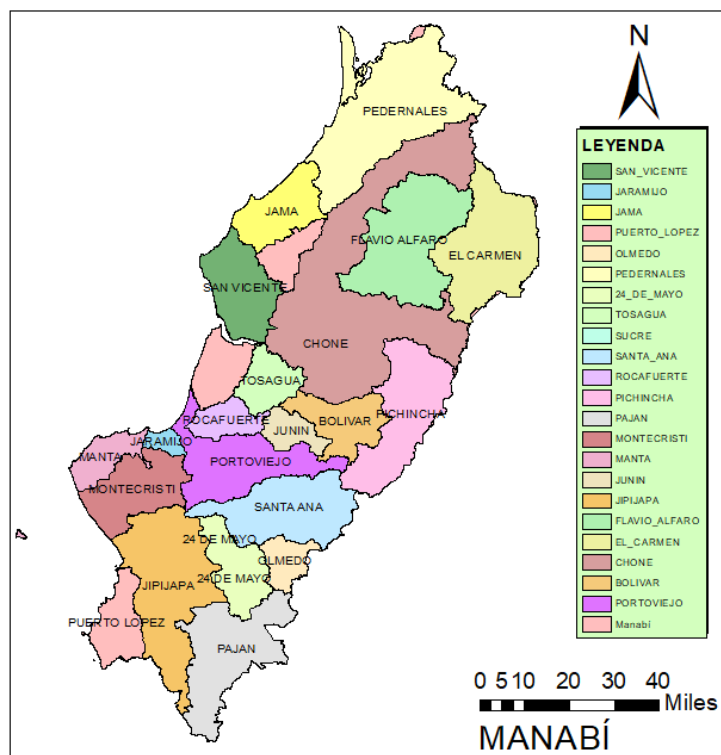 N
PEDERNALES
JAMA
FLAVIO ALFARO
EL CARMEN
SAN VICENTE
CHONE
TOSAGUA
PICHINCHA
ROCAFUERTE
BOLIVAR
JUNIN
JARAMIJO
MANTA
PORTOVIEJO
MONTECRISTI
SANTA ANA
24 DE MAYO
OLMEDO
24 DE MAYO
JIPIJAPA
PUERTO LOPEZ
PAJAN
LEYENDA
SAN_VICENTE
JARAMIJO
JAMA
PUERTO_LOPEZ
OLMEDO
PEDERNALES
24_DE_MAYO
TOSAGUA
SUCRE
SANTA_ANA
ROCAFUERTE
PICHINCHA
PAJAN
MONTECRISTI
MANTA
JUNIN
JIPIJAPA
FLAVIO_ALFARO
EL_CARMEN
CHONE
BOLIVAR
PORTOVIEJO
Manabí
0 5 10 20 30 40
Miles
MANABÍ